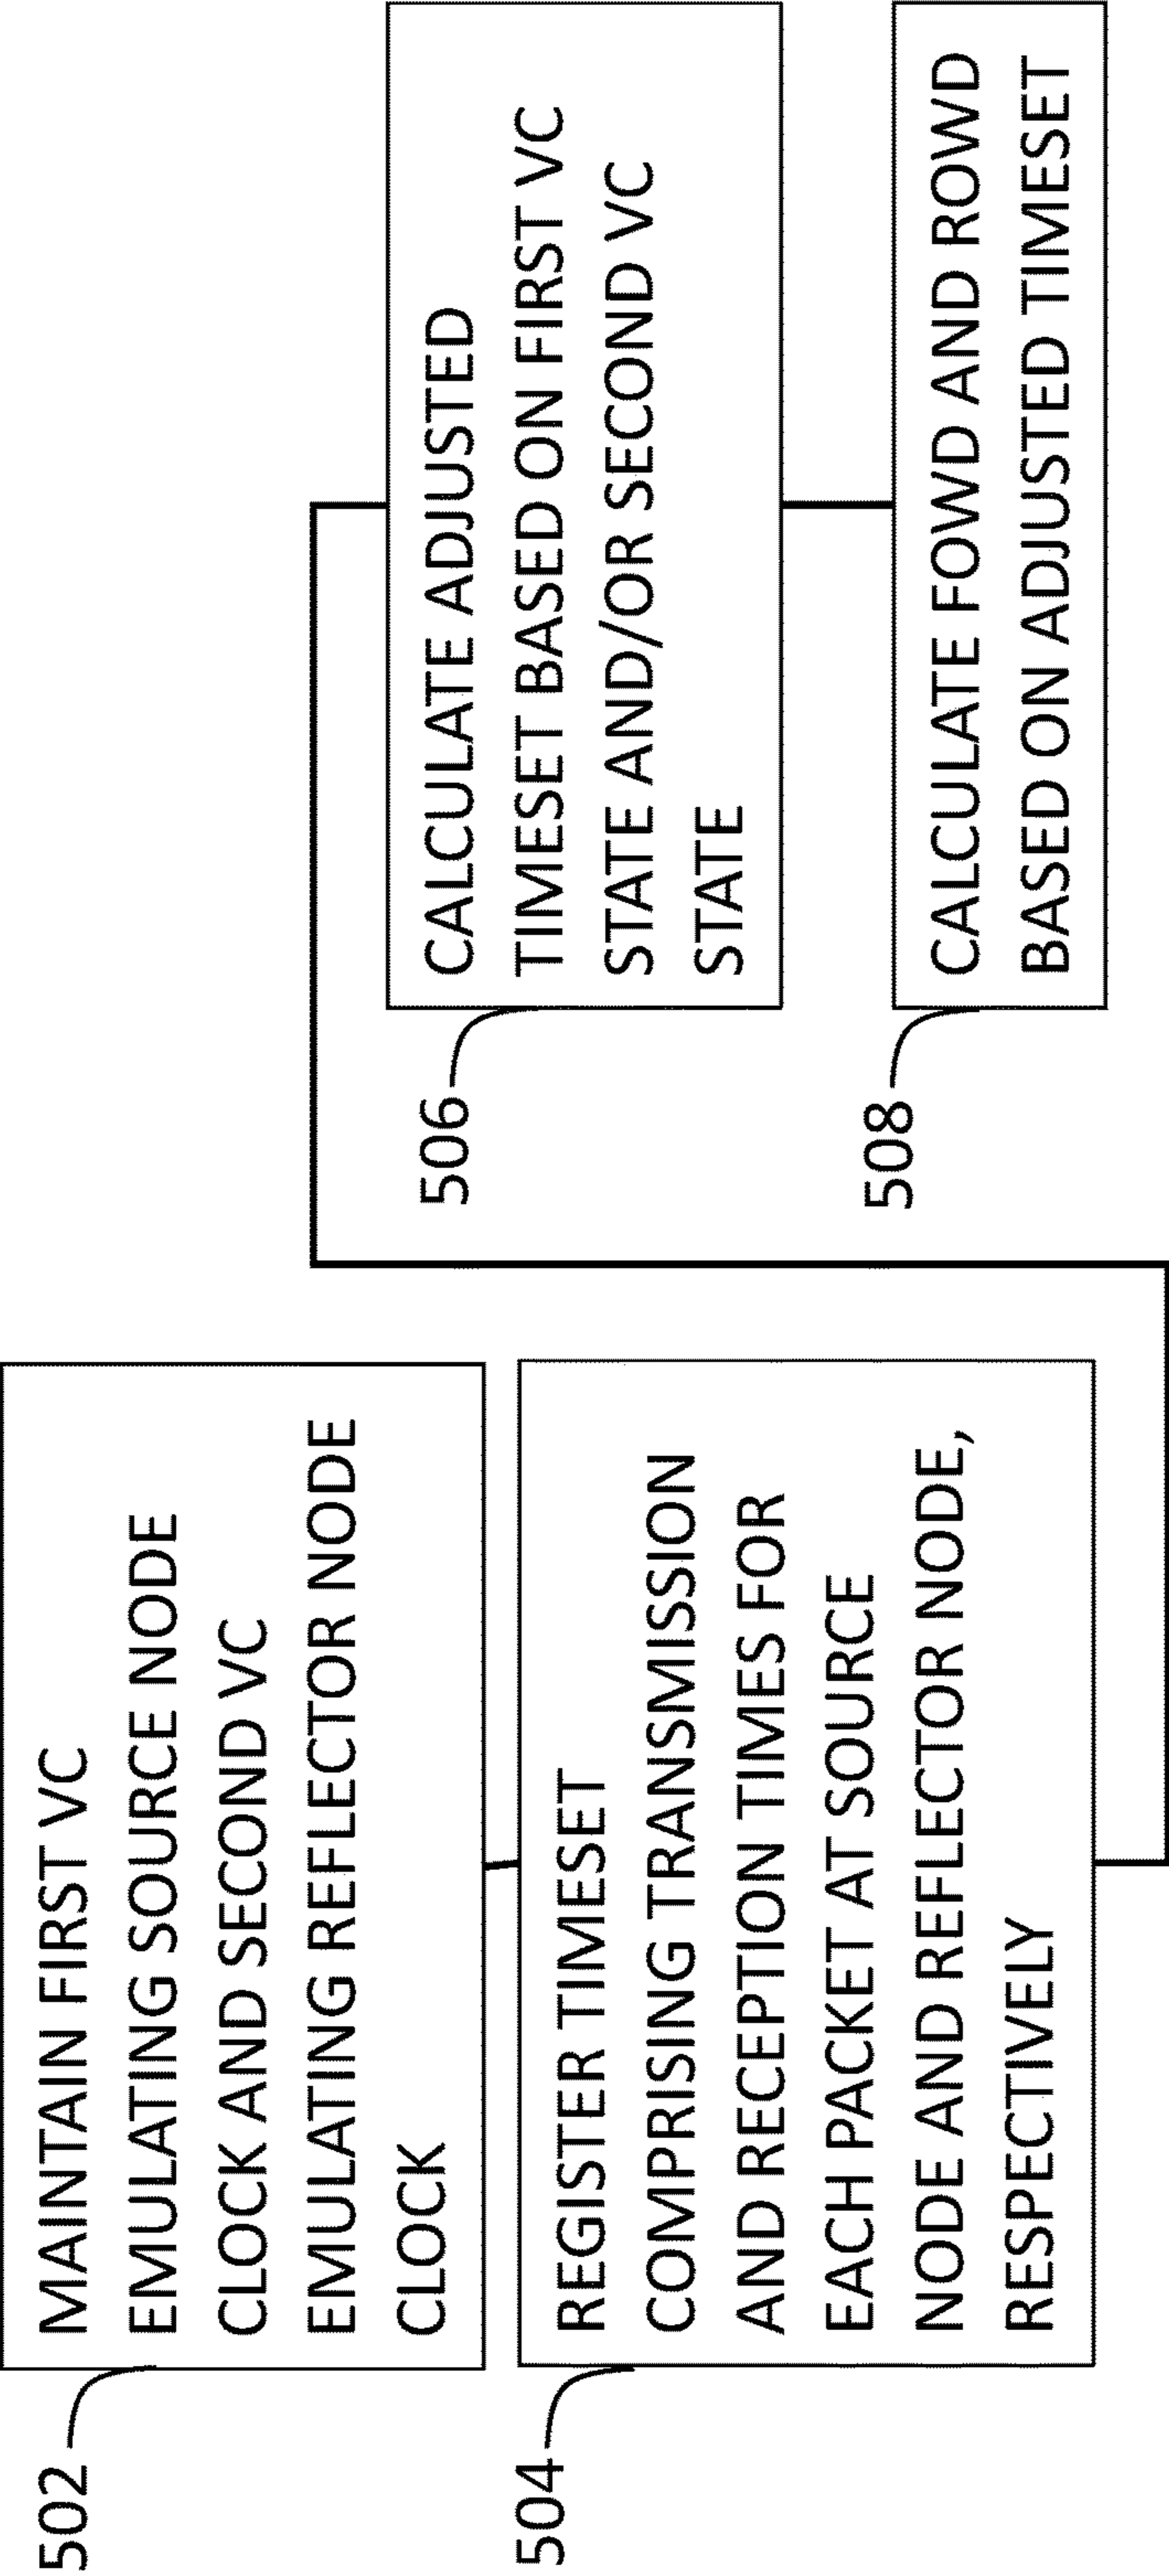 502
MAINTAIN FIRST VC
EMULATING SOURCE NODE
CLOCK AND SECOND VC
EMULATING REFLECTOR NODE
CLOCK
504
REGISTER TIMESET
COMPRISING TRANSMISSION
AND RECEPTION TIMES FOR
EACH PACKET AT SOURCE
NODE AND REFLECTOR NODE,
RESPECTIVELY
506
CALCULATE ADJUSTED
TIMESET BASED ON FIRST VC
STATE AND/OR SECOND VC
STATE
508
CALCULATE FOWD AND ROWD
BASED ON ADJUSTED TIMESET